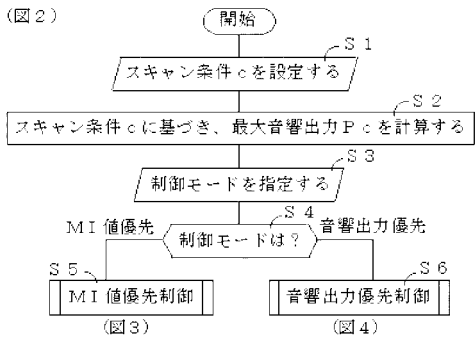 (図2)
開始
S1
スキャン条件cを設定する
S2
スキャン条件cに基づき、最大音響出力Pcを計算する
S3
制御モードを指定する
S4
MI値優先
制御モードは?
音響出力優先
S5
MI値優先制御
(図3)
S6
音響出力優先制御
(図4)